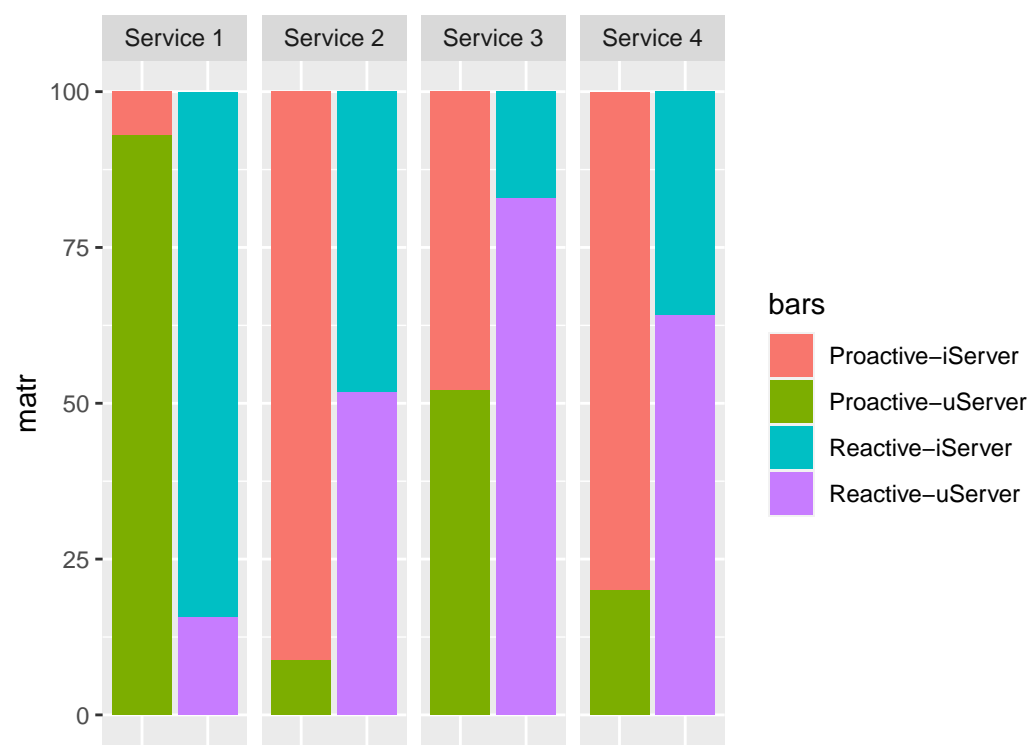 Service 1 Service 2 Service 3 Service 4
100
75
50
25
0
matr
bars
Proactive−iServer
Proactive−uServer
Reactive−iServer
Reactive−uServer